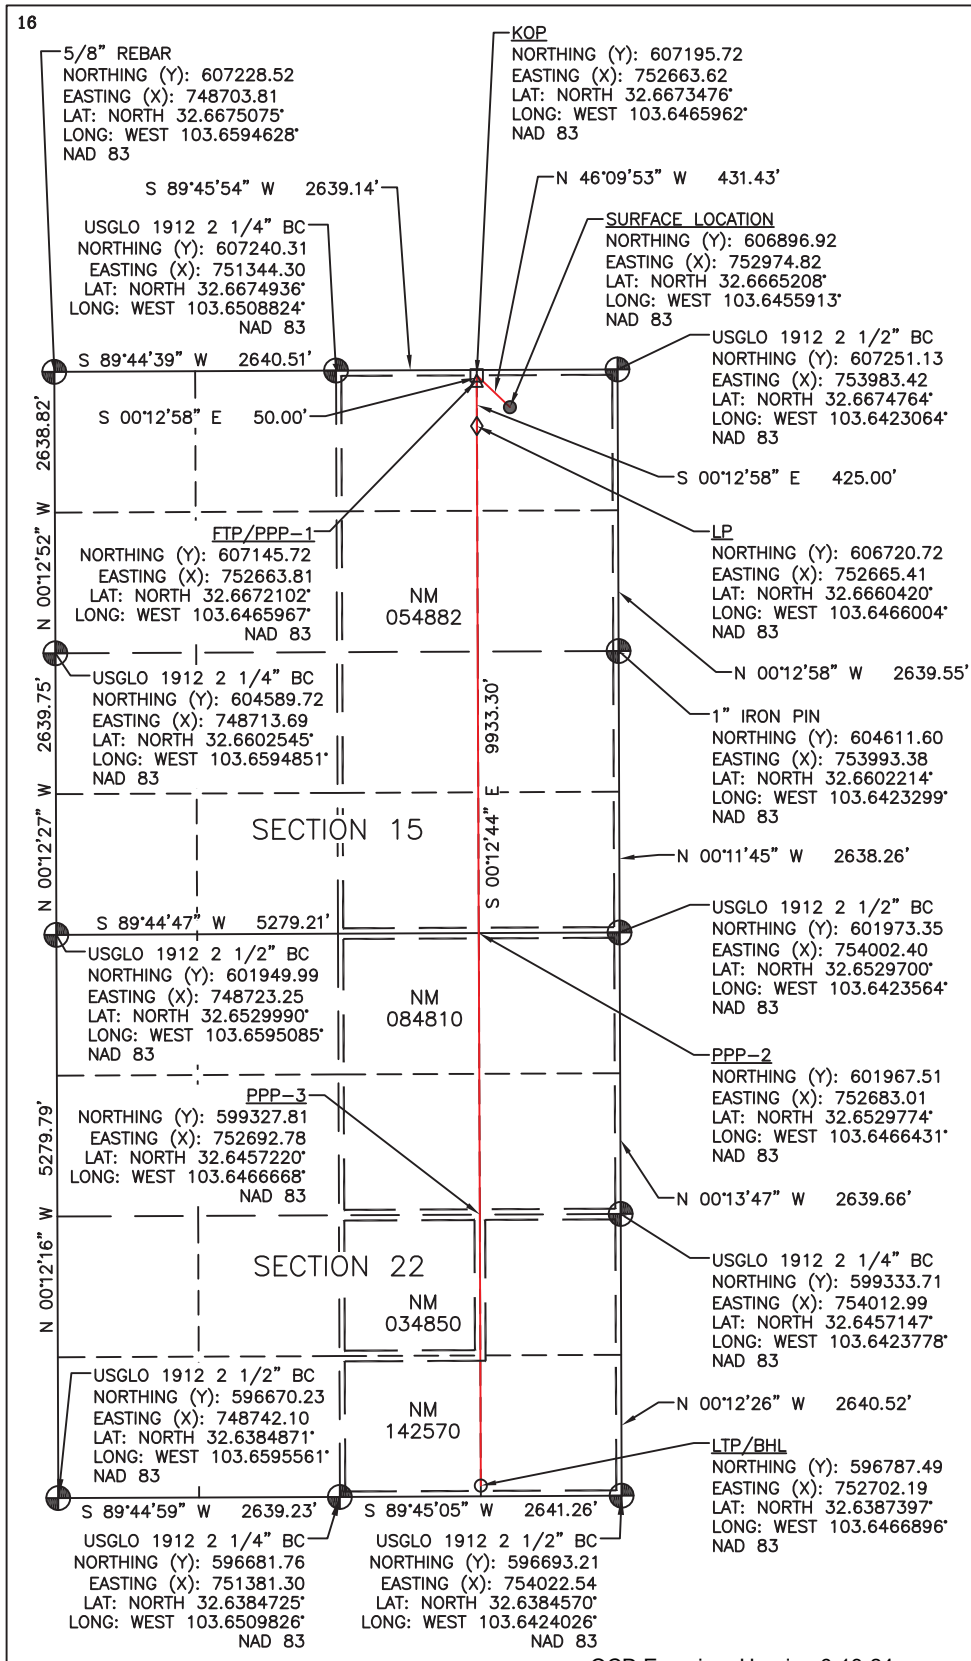 16
5/8" REBAR
NORTHING (Y): 607228.52
EASTING (X): 748703.81
LAT: NORTH 32.6675075°
LONG: WEST 103.6594628°
NAD 83
KOP
NORTHING (Y): 607195.72
EASTING (X): 752663.62
LAT: NORTH 32.6673476°
LONG: WEST 103.6465962°
NAD 83
S 89°45'54" W 2639.14'
N 46°09'53" W 431.43'
USGLO 1912 2 1/4" BC
NORTHING (Y): 607240.31
EASTING (X): 751344.30
LAT: NORTH 32.6674936°
LONG: WEST 103.6508824°
NAD 83
SURFACE LOCATION
NORTHING (Y): 606896.92
EASTING (X): 752974.82
LAT: NORTH 32.6665208°
LONG: WEST 103.6455913°
NAD 83
USGLO 1912 2 1/2" BC
NORTHING (Y): 607251.13
EASTING (X): 753983.42
LAT: NORTH 32.6674764°
LONG: WEST 103.6423064°
NAD 83
S 89°44'39" W 2640.51'
S 00°12'58" E 50.00'
N 00°12'52" W 2638.82'
S 00°12'58" E 425.00'
FTP/PPP-1
NORTHING (Y): 607145.72
EASTING (X): 752663.81
LAT: NORTH 32.6672102°
LONG: WEST 103.6465967°
NAD 83
NM
054882
LP
NORTHING (Y): 606720.72
EASTING (X): 752665.41
LAT: NORTH 32.6660420°
LONG: WEST 103.6466004°
NAD 83
N 00°12'58" W 2639.55'
USGLO 1912 2 1/4" BC
NORTHING (Y): 604589.72
EASTING (X): 748713.69
LAT: NORTH 32.6602545°
LONG: WEST 103.6594851°
NAD 83
1" IRON PIN
NORTHING (Y): 604611.60
EASTING (X): 753993.38
LAT: NORTH 32.6602214°
LONG: WEST 103.6423299°
NAD 83
N 00°12'27" W 2639.75'
S 00°12'44" E 9933.30'
SECTION 15
N 00°11'45" W 2638.26'
S 89°44'47" W 5279.21'
USGLO 1912 2 1/2" BC
NORTHING (Y): 601949.99
EASTING (X): 748723.25
LAT: NORTH 32.6529990°
LONG: WEST 103.6595085°
NAD 83
USGLO 1912 2 1/2" BC
NORTHING (Y): 601973.35
EASTING (X): 754002.40
LAT: NORTH 32.6529700°
LONG: WEST 103.6423564°
NAD 83
NM
084810
PPP-2
NORTHING (Y): 601967.51
EASTING (X): 752683.01
LAT: NORTH 32.6529774°
LONG: WEST 103.6466431°
NAD 83
PPP-3
NORTHING (Y): 599327.81
EASTING (X): 752692.78
LAT: NORTH 32.6457220°
LONG: WEST 103.6466668°
NAD 83
N 00°12'16" W 5279.79'
N 00°13'47" W 2639.66'
SECTION 22
NM
034850
USGLO 1912 2 1/4" BC
NORTHING (Y): 599333.71
EASTING (X): 754012.99
LAT: NORTH 32.6457147°
LONG: WEST 103.6423778°
NAD 83
USGLO 1912 2 1/2" BC
NORTHING (Y): 596670.23
EASTING (X): 748742.10
LAT: NORTH 32.6384871°
LONG: WEST 103.6595561°
NAD 83
NM
142570
N 00°12'26" W 2640.52'
LTP/BHL
NORTHING (Y): 596787.49
EASTING (X): 752702.19
LAT: NORTH 32.6387397°
LONG: WEST 103.6466896°
NAD 83
S 89°44'59" W 2639.23'
S 89°45'05" W 2641.26'
USGLO 1912 2 1/4" BC
NORTHING (Y): 596681.76
EASTING (X): 751381.30
LAT: NORTH 32.6384725°
LONG: WEST 103.6509826°
NAD 83
USGLO 1912 2 1/2" BC
NORTHING (Y): 596693.21
EASTING (X): 754022.54
LAT: NORTH 32.6384570°
LONG: WEST 103.6424026°
NAD 83